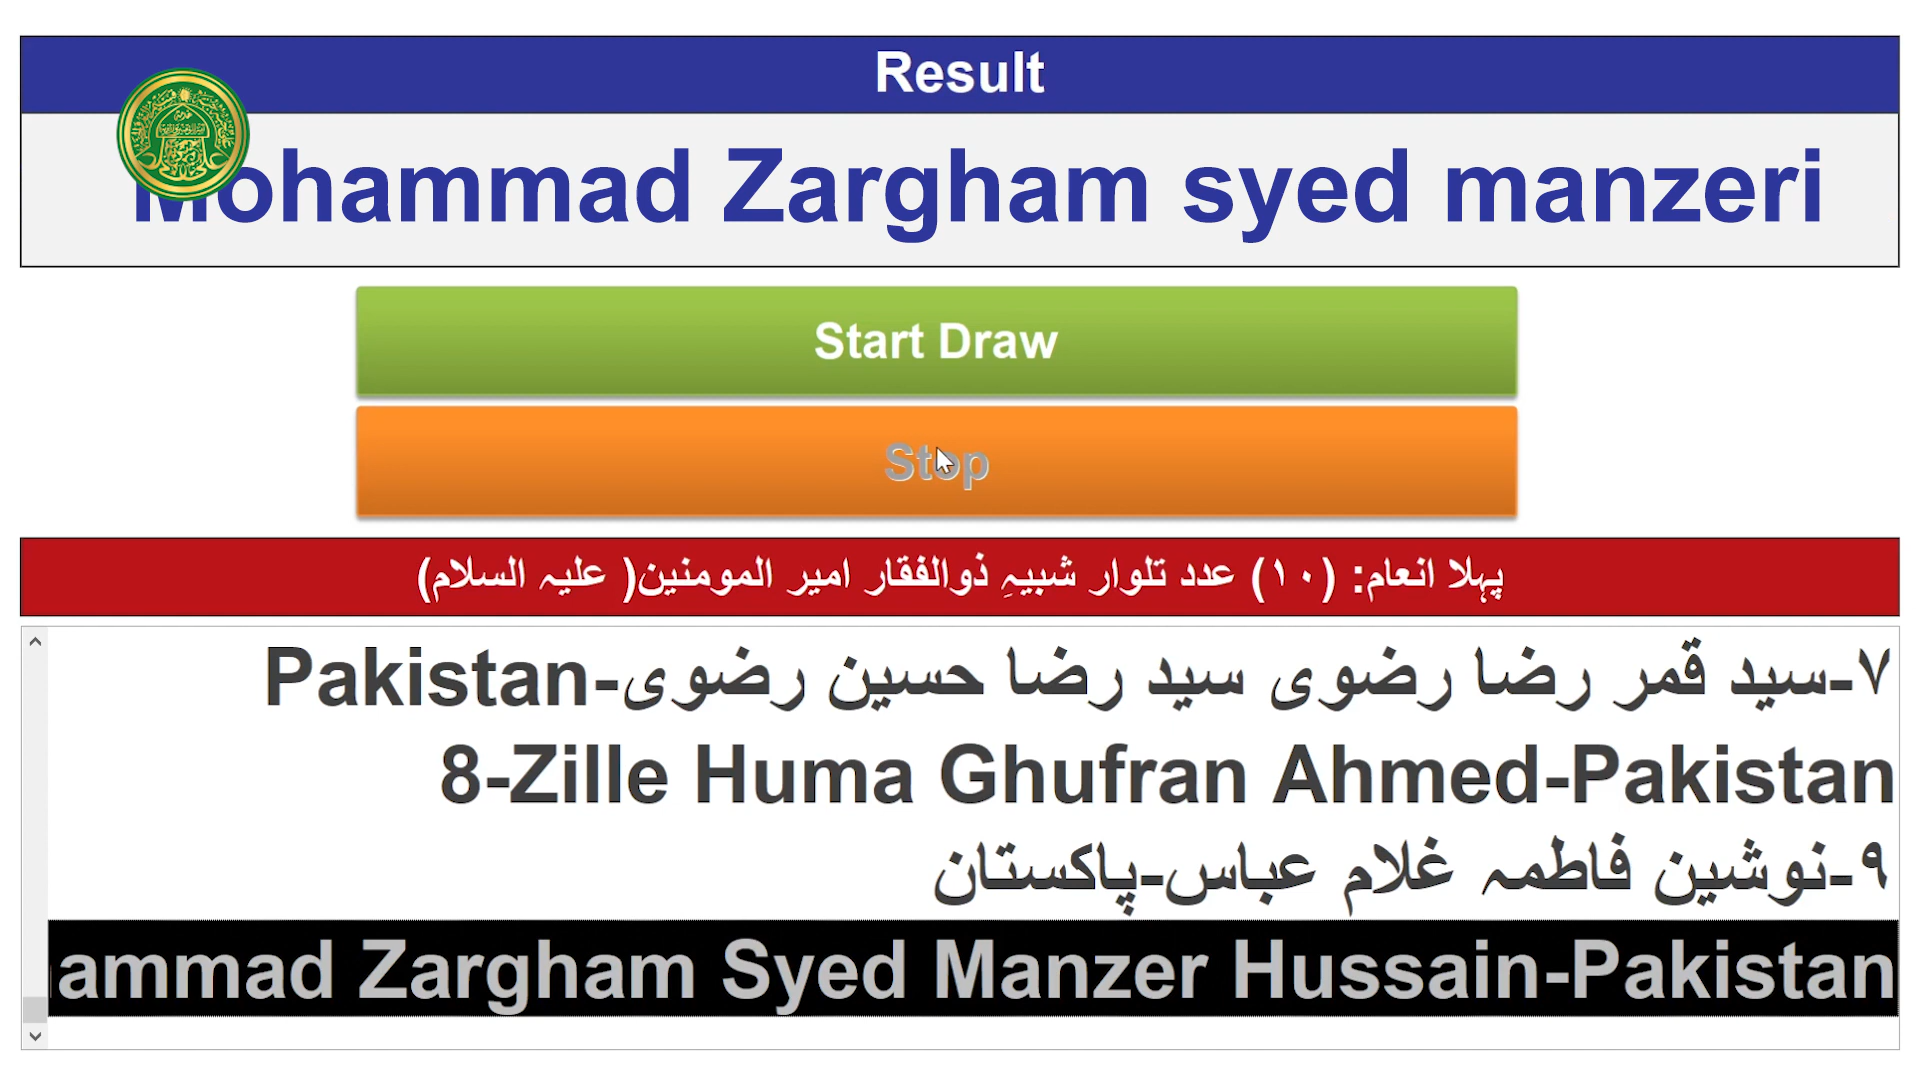 Result
Mohammad Zargham syed manzeri
Start Draw
Stop
پہلا انعام: (۱۰) عدد تلوار شبیہِ ذوالفقار امیر المومنین( علیہ السلام)
۷-سید قمر رضا رضوی سید رضا حسین رضوی-Pakistan
8-Zille Huma Ghufran Ahmed-Pakistan
۹-نوشین فاطمہ غلام عباس-پاکستان
ammad Zargham Syed Manzer Hussain-Pakistan